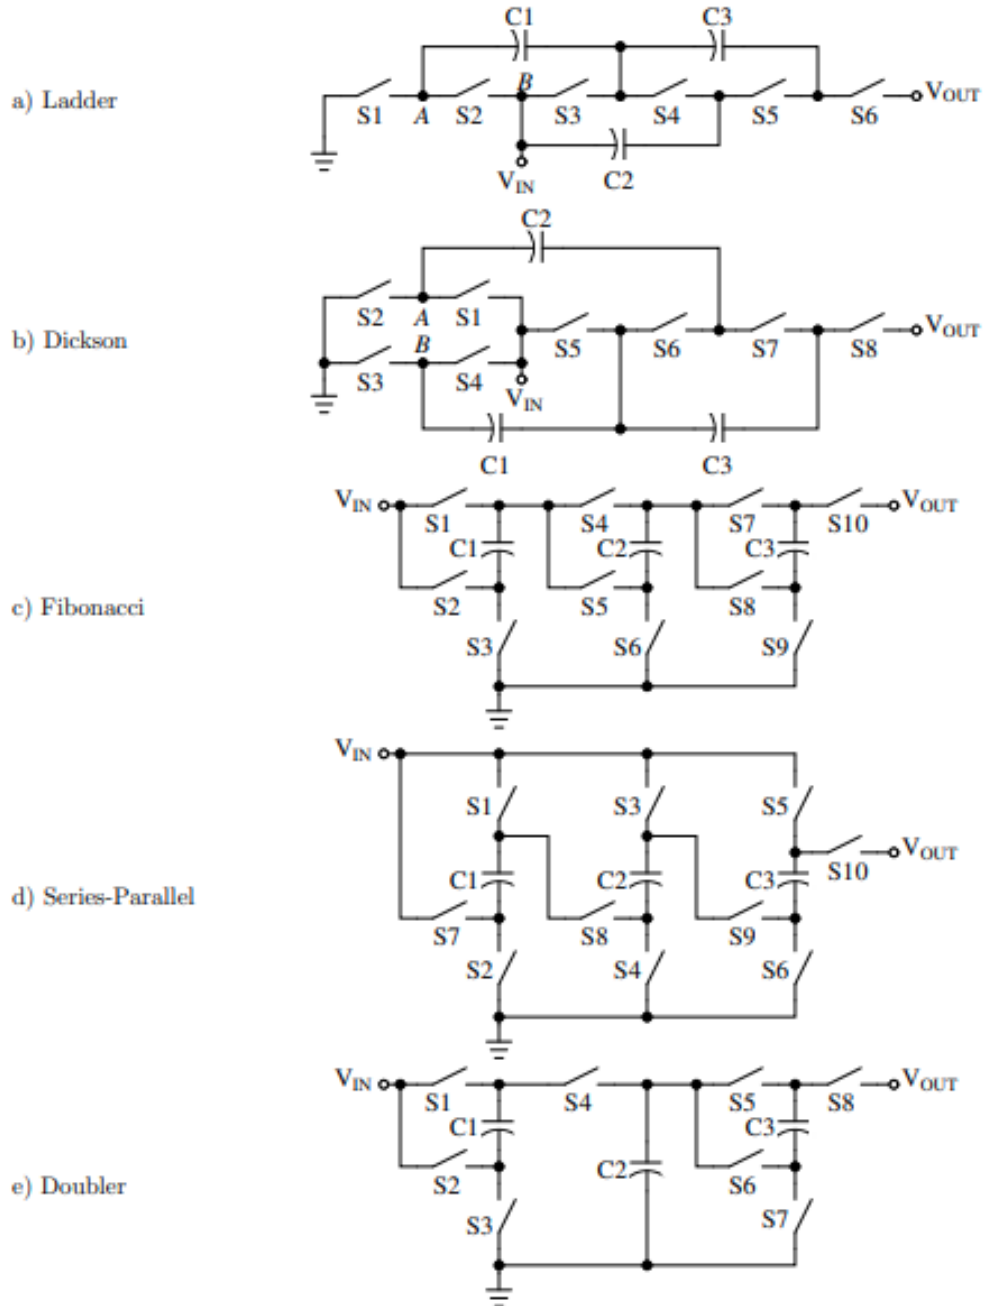 C1 C3
a) Ladder
S1 A S2 B S3 S4 S5 S6 VOUT
VIN C2
C2
b) Dickson
S2 A S1
B S5 S6 S7 S8 VOUT
S3 S4 VIN
C1 C3
c) Fibonacci
VIN S1 S4 S7 S10 VOUT
C1 C2 C3
S2 S5 S8
S3 S6 S9
d) Series-Parallel
VIN
S1 S3 S5
VOUT
C1 C2 C3 S10
S7 S8 S9
S2 S4 S6
e) Doubler
VIN S1 S4 S5 S8 VOUT
C1 C3
C2
S2 S6
S3 S7